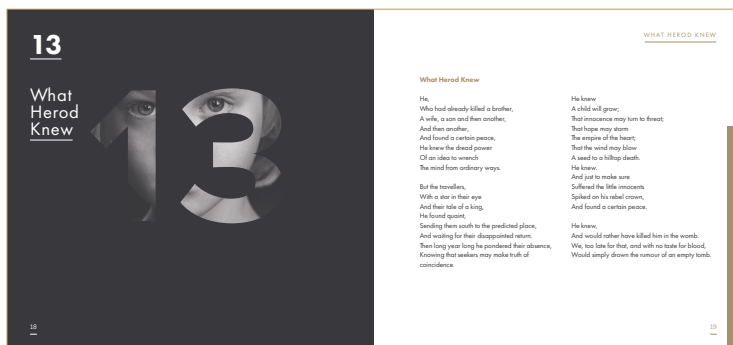 13
What
Herod
Knew
13
18
WHAT HEROD KNEW
What Herod Knew
He,
Who had already killed a brother,
A wife, a son and then another,
And then another,
And found a certain peace,
He knew the dread power
Of an idea to wrench
The mind from ordinary ways.
But the travellers,
With a star in their eye
And their tale of a king,
He found quaint,
Sending them south to the predicted place,
And waiting for their disappointed return.
Then long year long he pondered their absence,
Knowing that seekers may make truth of
coincidence.
He knew
A child will grow;
That innocence may turn to threat;
That hope may storm
The empire of the heart;
That the wind may blow
A seed to a hilltop death.
He knew.
And just to make sure
Suffered the little innocents
Spiked on his rebel crown,
And found a certain peace.
He knew,
And would rather have killed him in the womb.
We, too late for that, and with no taste for blood,
Would simply drown the rumour of an empty tomb.
19